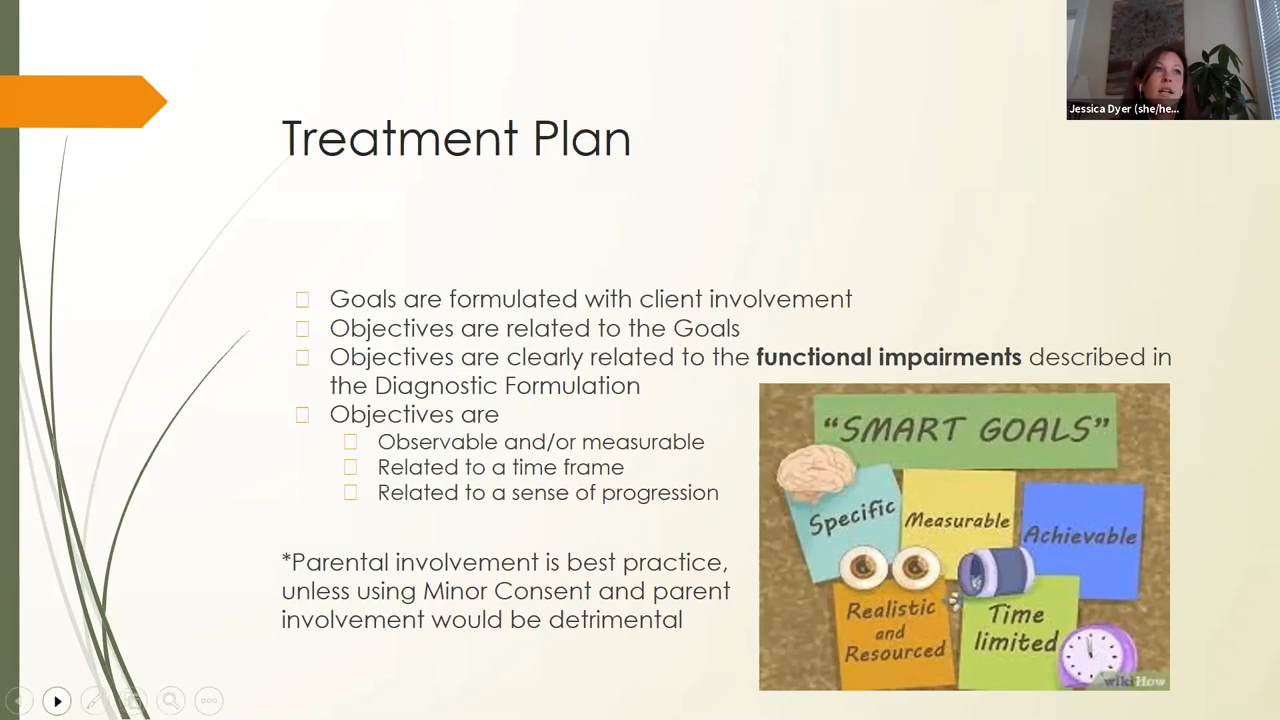 Jessica Dyer (she/he...
Treatment Plan
Goals are formulated with client involvement
Objectives are related to the Goals
Objectives are clearly related to the functional impairments described in
the Diagnostic Formulation
Objectives are
Observable and/or measurable
Related to a time frame
Related to a sense of progression
*Parental involvement is best practice,
unless using Minor Consent and parent
involvement would be detrimental
“SMART GOALS”
Specific
Measurable
Achievable
Realistic
and
Resourced
Time
limited
wikiHow